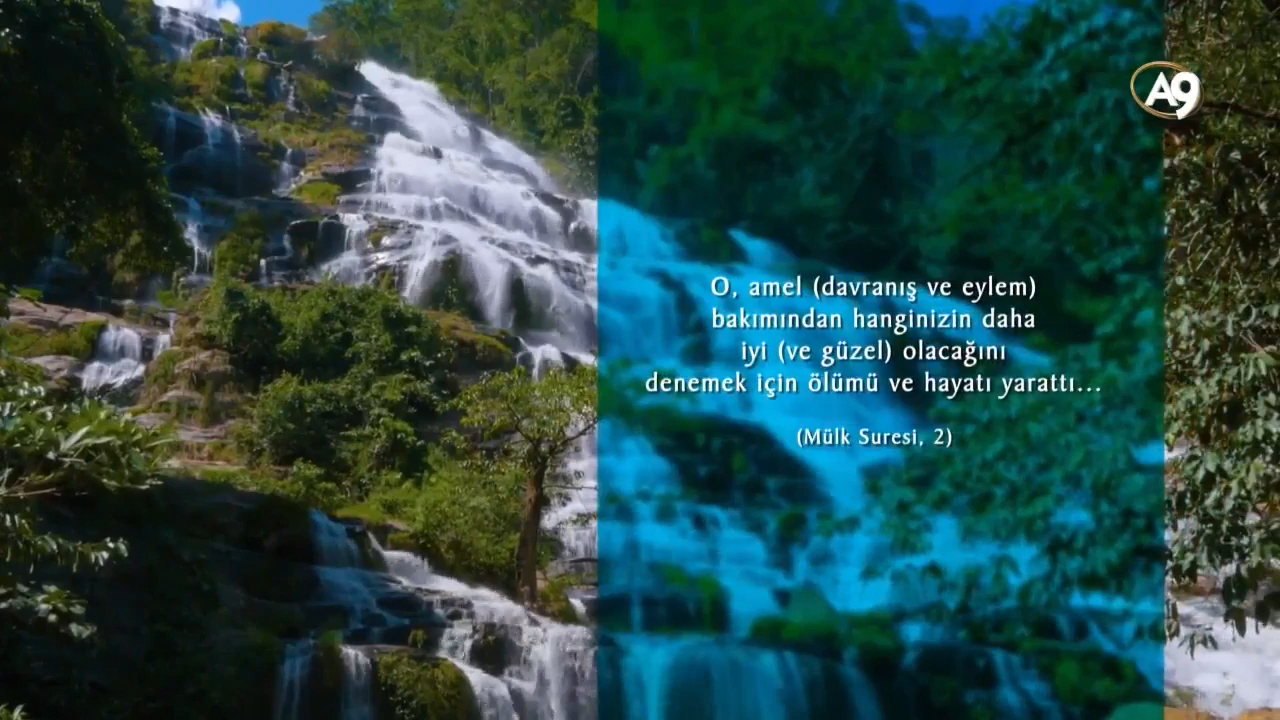 A9
O, amel (davranış ve eylem)
bakımından hanginizin daha
iyi (ve güzel) olacağını
denemek için ölümü ve hayatı yarattı...
(Mülk Suresi, 2)